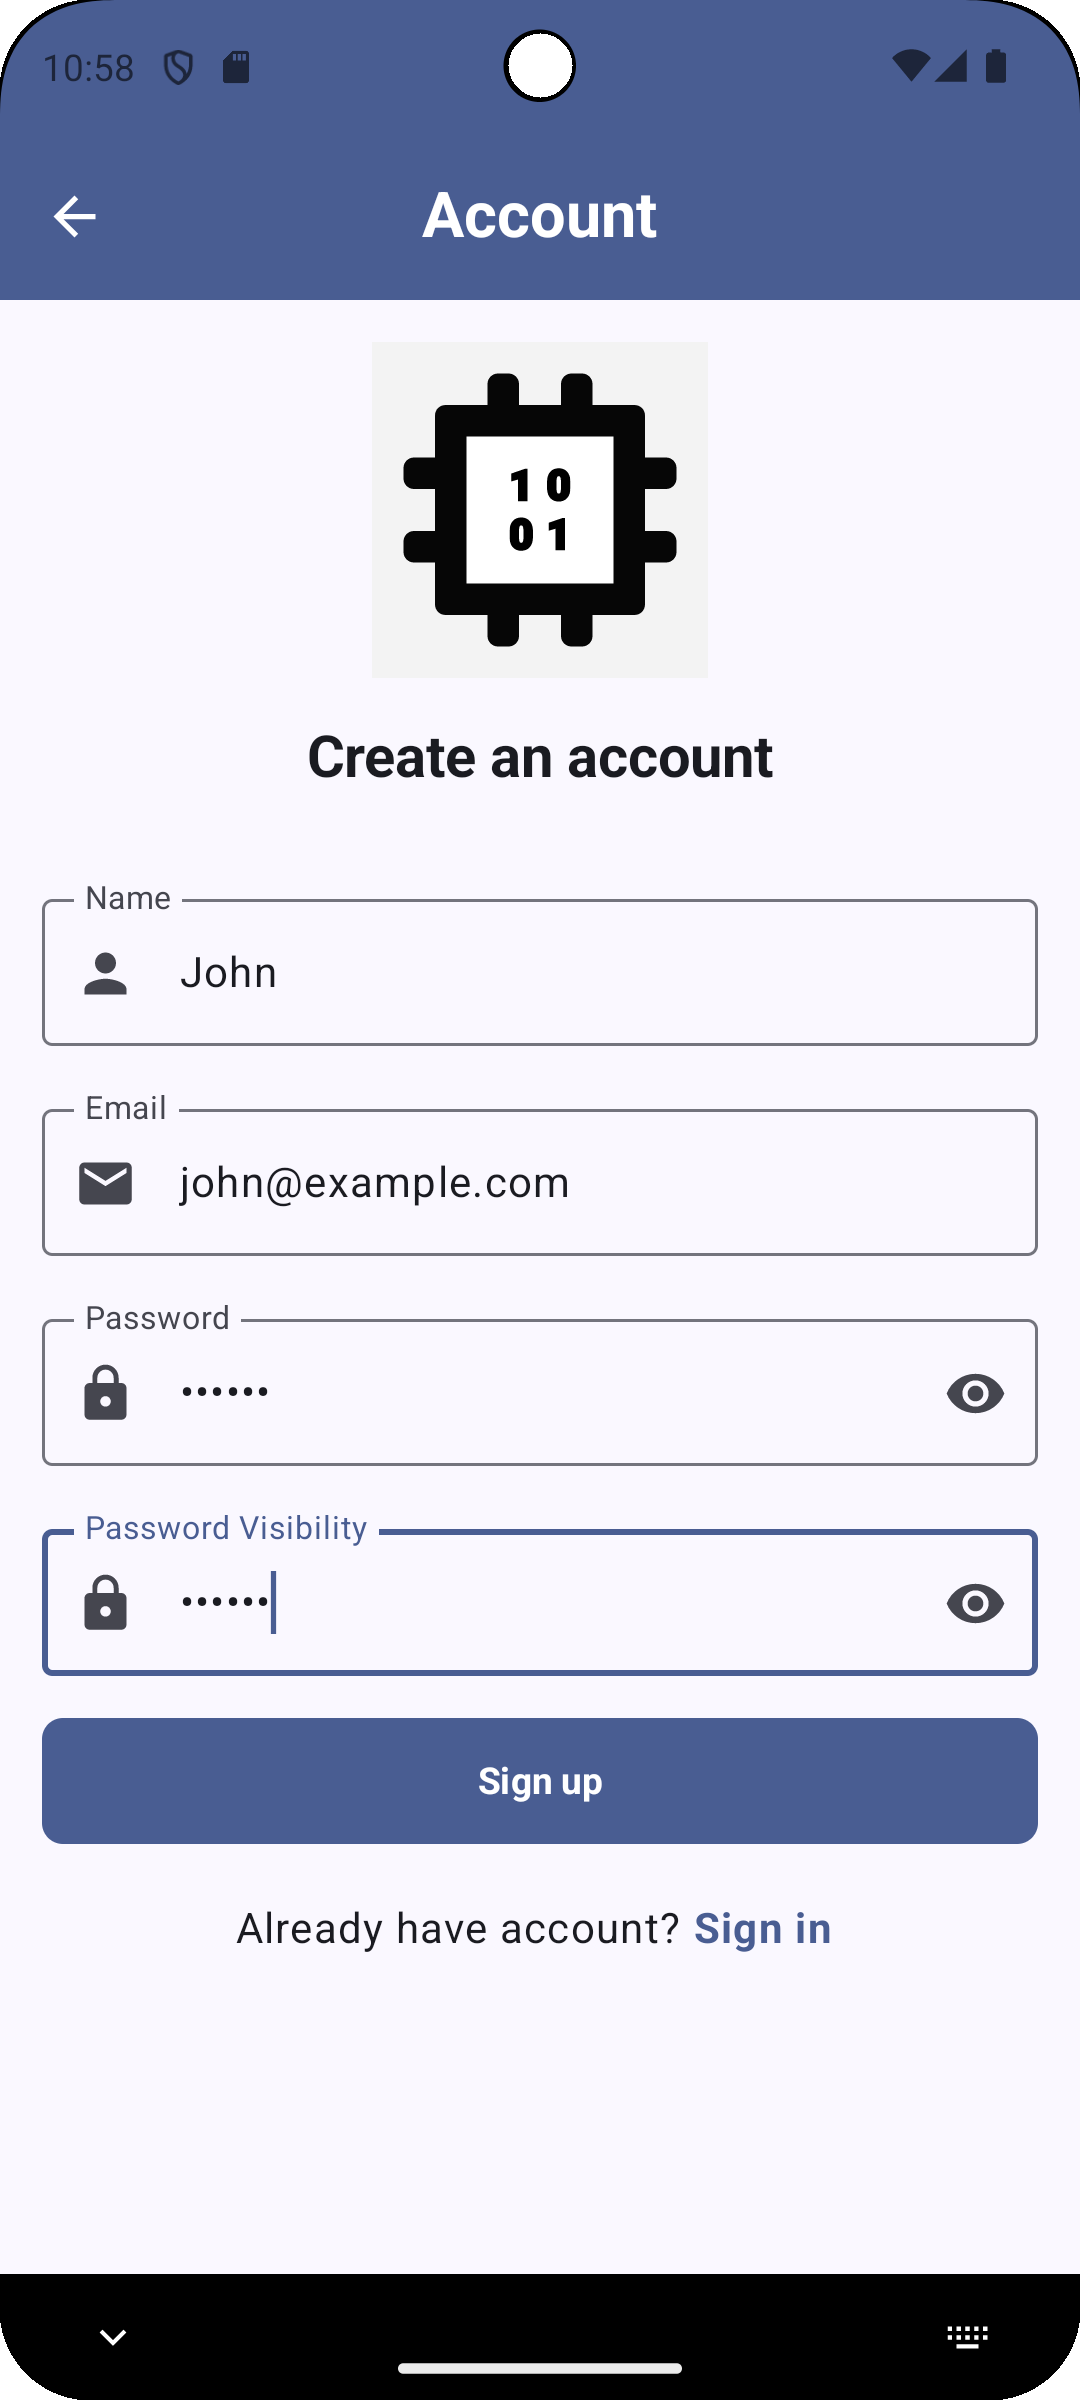 10:58
Account
1 0
0 1
Create an account
Name
John
Email
john@example.com
Password
••••••
Password Visibility
••••••
Sign up
Already have account? Sign in